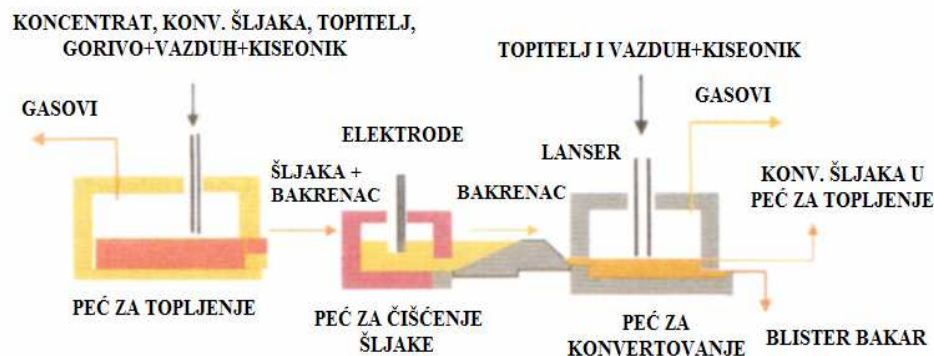 KONCENTRAT, KONV. ŠLJAKA, TOPITELJ,
GORIVO+VAZDUH+KISEONIK
TOPITELJ I VAZDUH+KISEONIK
GASOVI
GASOVI
ELEKTRODE
LANSER
ŠLJAKA +
BAKRENAC
BAKRENAC
KONV. ŠLJAKA U
PEĆ ZA TOPLJENJE
PEĆ ZA TOPLJENJE
PEĆ ZA ČIŠĆENJE
ŠLJAKE
PEĆ ZA
KONVERTOVANJE
BLISTER BAKAR